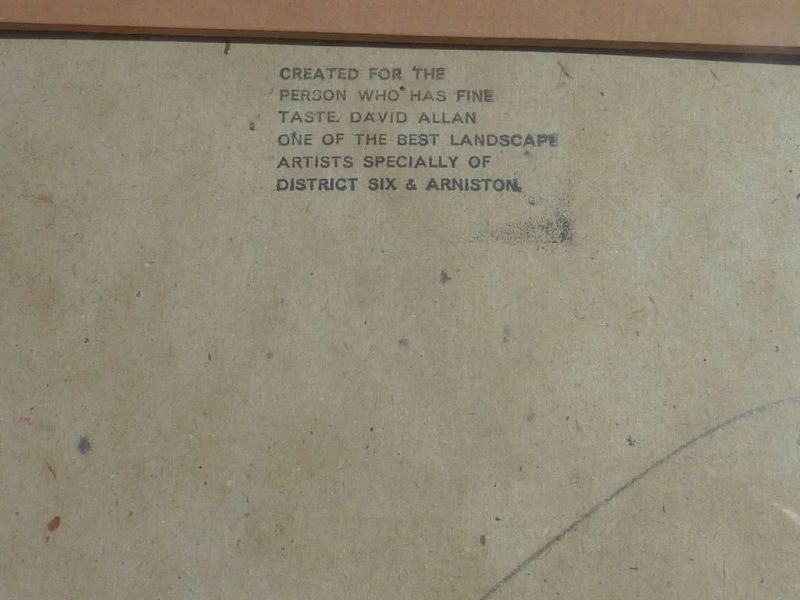 CREATED FOR THE
PERSON WHO HAS FINE
TASTE. DAVID ALLAN
ONE OF THE BEST LANDSCAPE
ARTISTS SPECIALLY OF
DISTRICT SIX & ARNISTON.